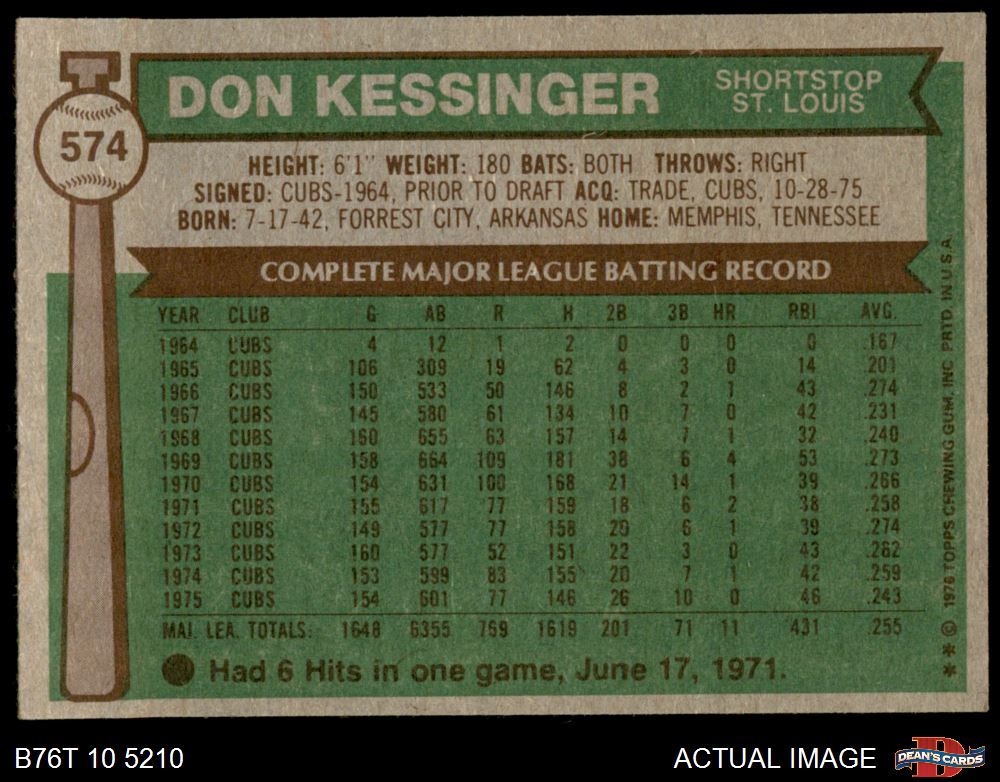 574
DON KESSINGER
SHORTSTOP
ST. LOUIS
HEIGHT: 6'1" WEIGHT: 180 BATS: BOTH THROWS: RIGHT
SIGNED: CUBS-1964, PRIOR TO DRAFT ACQ: TRADE, CUBS, 10-28-75
BORN: 7-17-42, FORREST CITY, ARKANSAS HOME: MEMPHIS, TENNESSEE
COMPLETE MAJOR LEAGUE BATTING RECORD
YEAR CLUB G AB R H 2B 3B HR RBI AVG.
1964 CUBS 4 12 1 2 0 0 0 0 .167
1965 CUBS 106 309 19 62 4 3 0 14 .201
1966 CUBS 150 533 50 146 8 2 1 43 .274
1967 CUBS 145 580 61 134 10 7 0 42 .231
1968 CUBS 160 655 63 157 14 7 1 32 .240
1969 CUBS 158 664 109 181 38 6 4 53 .273
1970 CUBS 154 631 100 168 21 14 1 39 .266
1971 CUBS 155 617 77 159 18 6 2 38 .258
1972 CUBS 149 577 77 158 20 6 1 39 .274
1973 CUBS 160 577 52 151 22 3 0 43 .262
1974 CUBS 153 599 83 155 20 7 1 42 .259
1975 CUBS 154 601 77 146 26 10 0 46 .243
MAJ. LEA. TOTALS: 1648 6355 769 1619 201 71 11 431 .255
Had 6 Hits in one game, June 17, 1971.
* * © 1976 TOPPS CHEWING GUM, INC. PRTD. IN U.S.A.
B76T 10 5210
ACTUAL IMAGE
D
DEAN'S CARDS